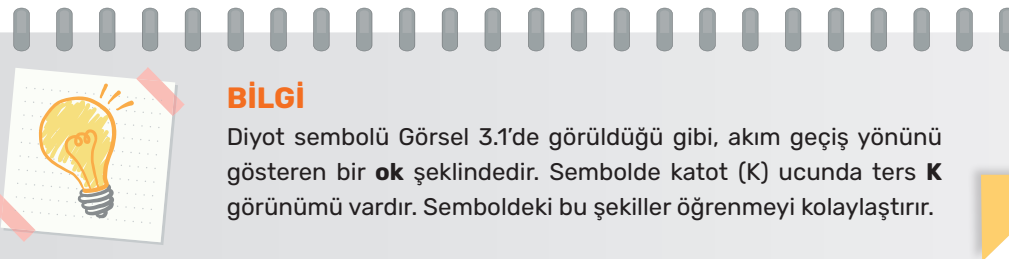 BİLGİ
Diyot sembolü Görsel 3.1’de görüldüğü gibi, akım geçiş yönünü
gösteren bir ok şeklindedir. Sembolde katot (K) ucunda ters K
görünümü vardır. Semboldeki bu şekiller öğrenmeyi kolaylaştırır.